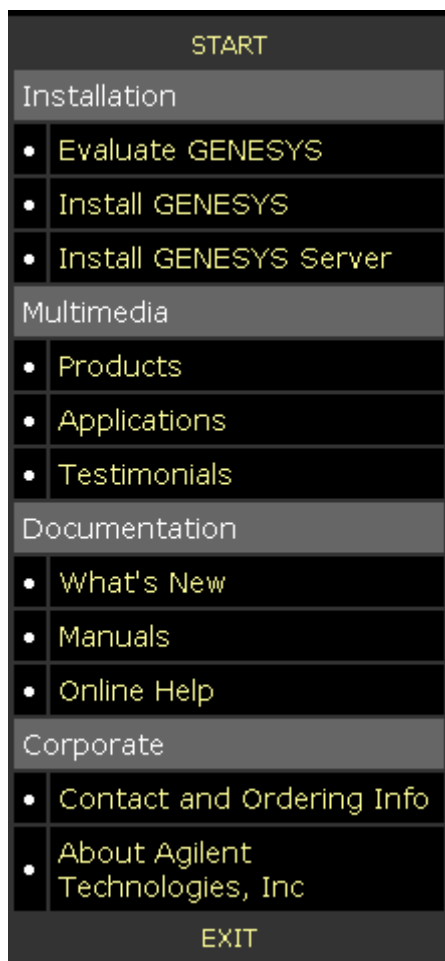 START
Installation
Evaluate GENESYS
Install GENESYS
Install GENESYS Server
Multimedia
Products
Applications
Testimonials
Documentation
What's New
Manuals
Online Help
Corporate
Contact and Ordering Info
About Agilent
Technologies, Inc
EXIT